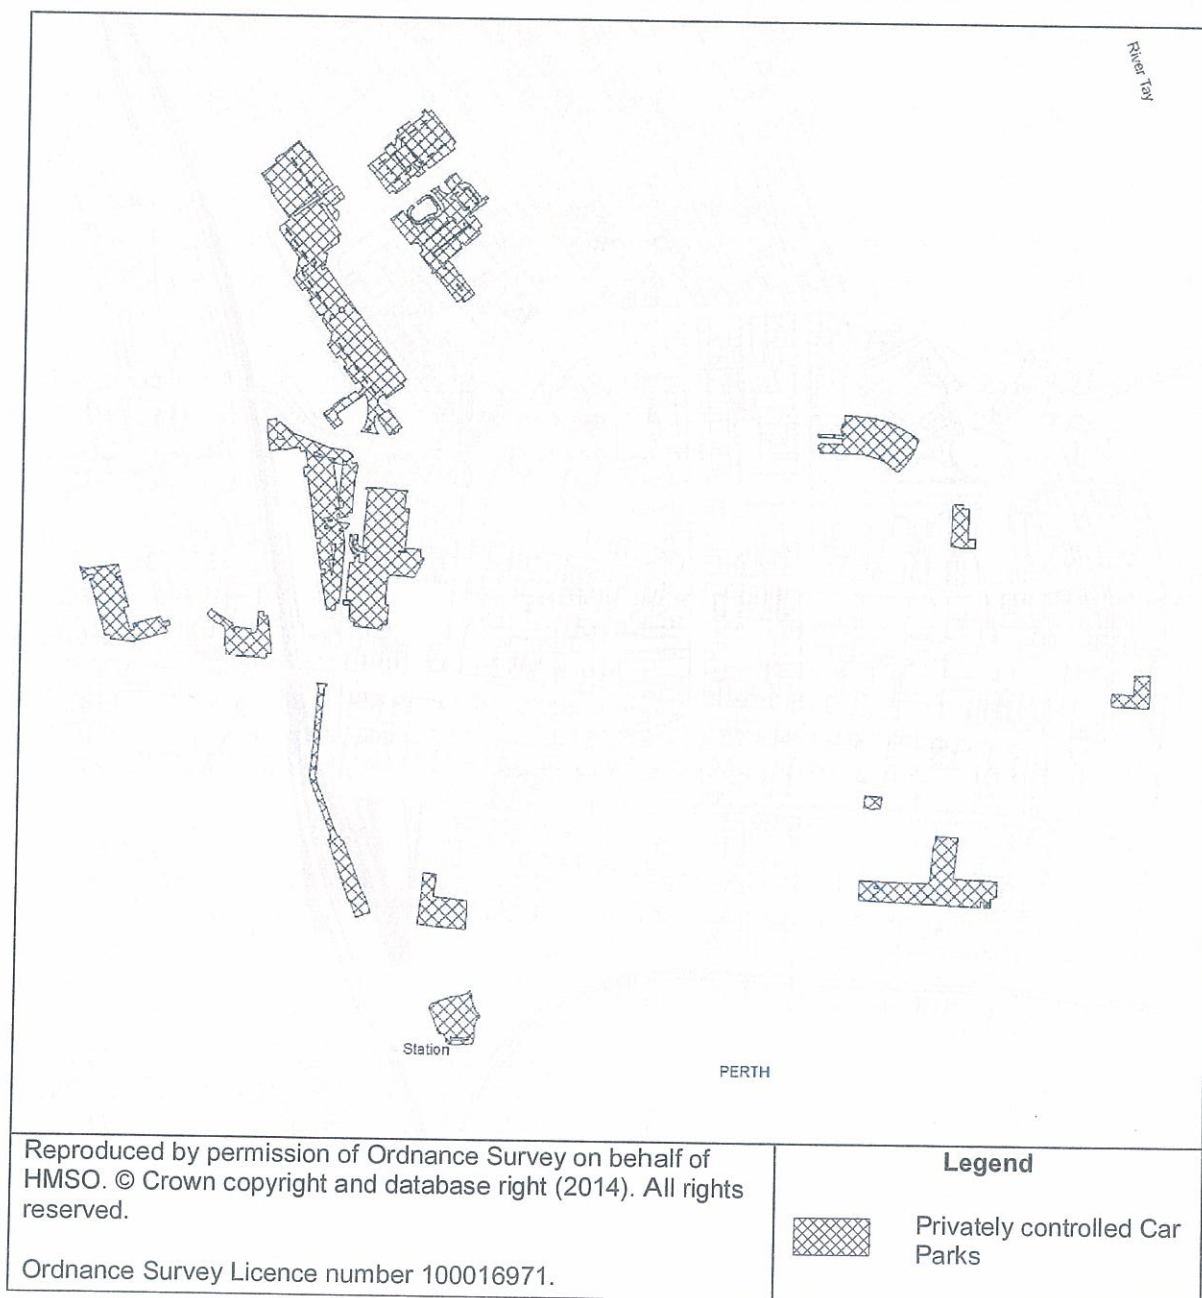 River Tay
Station
PERTH
Reproduced by permission of Ordnance Survey on behalf of
HMSO. © Crown copyright and database right (2014). All rights
reserved.
Ordnance Survey Licence number 100016971.
Legend
Privately controlled Car
Parks